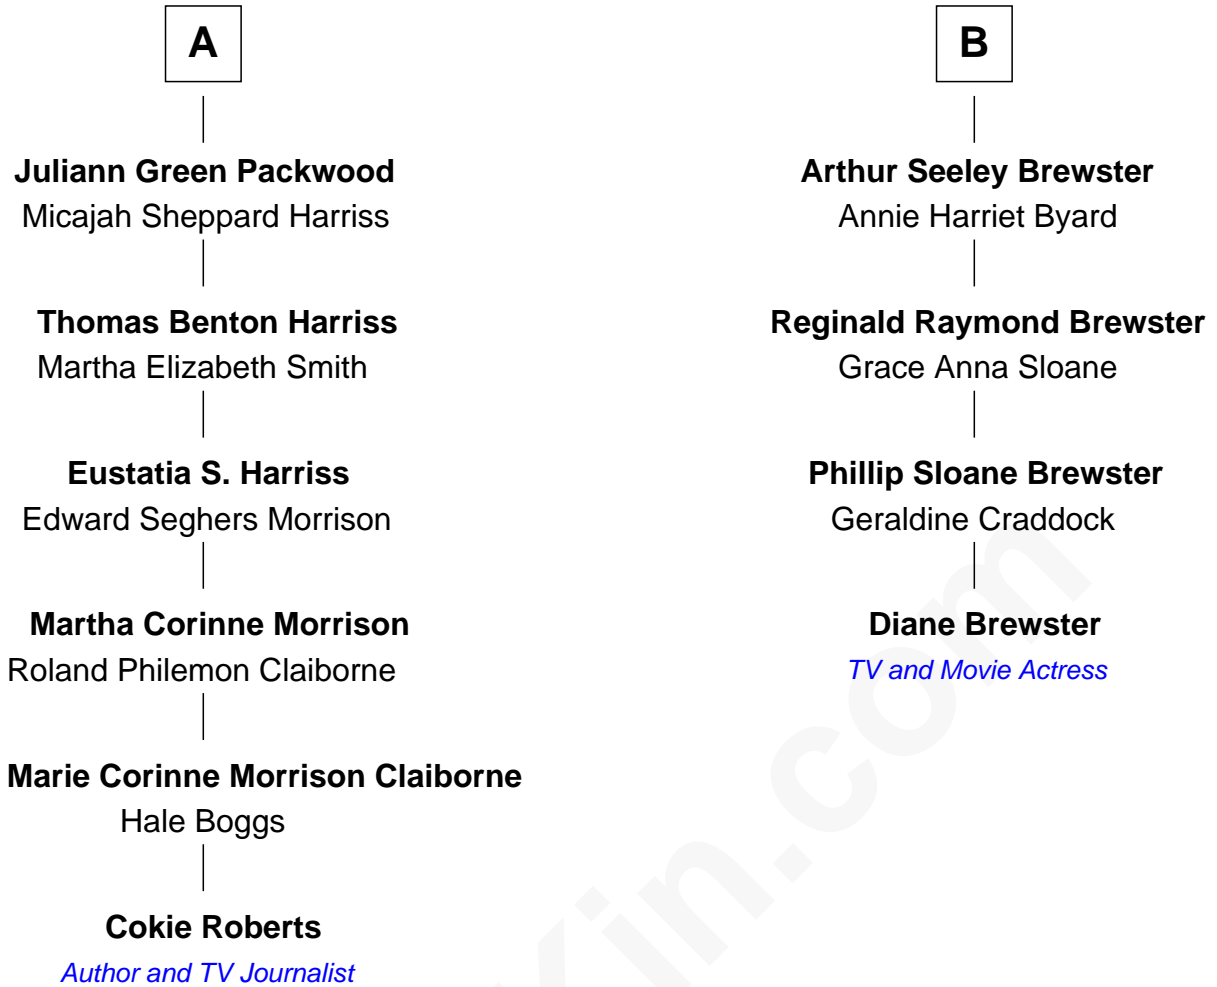 A
Juliann Green Packwood
Micajah Sheppard Harriss
Thomas Benton Harriss
Martha Elizabeth Smith
Eustatia S. Harriss
Edward Seghers Morrison
Martha Corinne Morrison
Roland Philemon Claiborne
Marie Corinne Morrison Claiborne
Hale Boggs
Cokie Roberts
Author and TV Journalist
B
Arthur Seeley Brewster
Annie Harriet Byard
Reginald Raymond Brewster
Grace Anna Sloane
Phillip Sloane Brewster
Geraldine Craddock
Diane Brewster
TV and Movie Actress